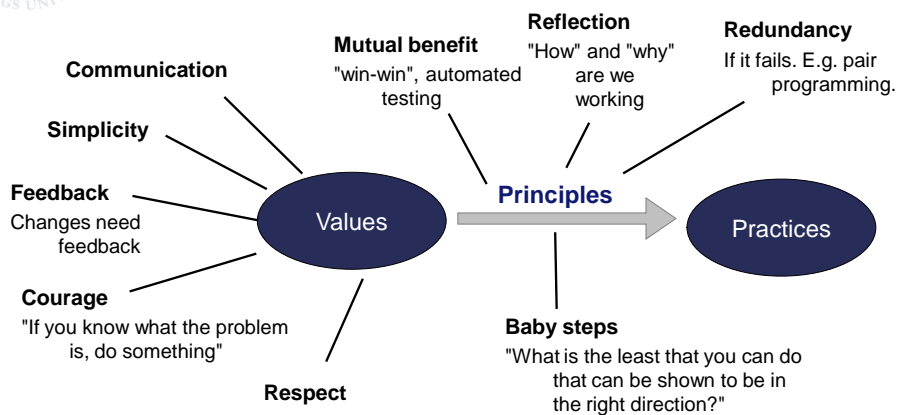 GS UNI
Communication
Simplicity
Feedback
Changes need
feedback
Courage
"If you know what the problem
is, do something"
Respect
Values
Mutual benefit
"win-win", automated
testing
Reflection
"How" and "why"
are we
working
Redundancy
If it fails. E.g. pair
programming.
Principles
Baby steps
"What is the least that you can do
that can be shown to be in
the right direction?"
Practices